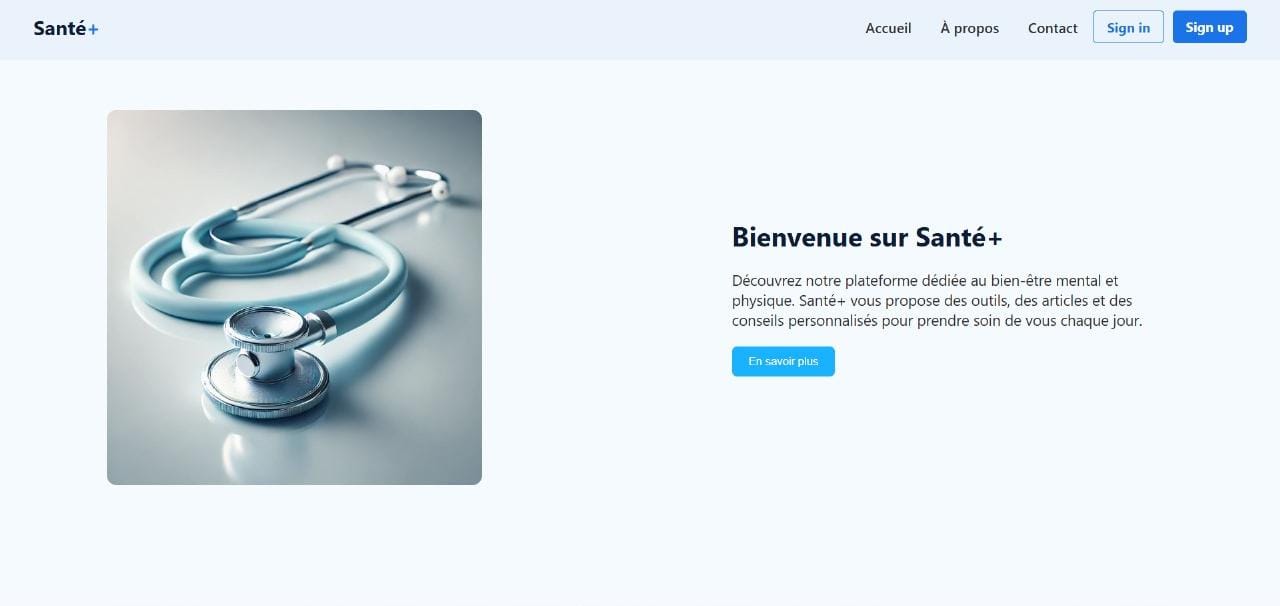 Santé+
Accueil À propos Contact Sign in Sign up
Bienvenue sur Santé+
Découvrez notre plateforme dédiée au bien-être mental et
physique. Santé+ vous propose des outils, des articles et des
conseils personnalisés pour prendre soin de vous chaque jour.
En savoir plus